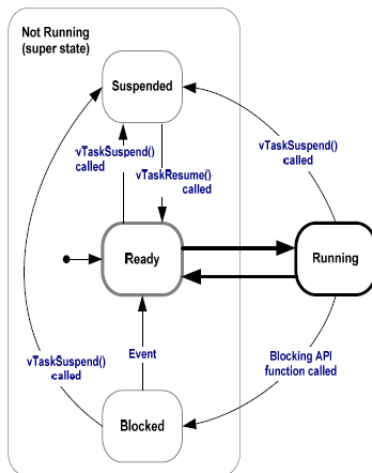 Not Running
(super state)
Suspended
vTaskSuspend()
called
vTaskResume()
called
vTaskSuspend()
called
Ready
Running
vTaskSuspend()
called
Event
Blocking API
function called
Blocked